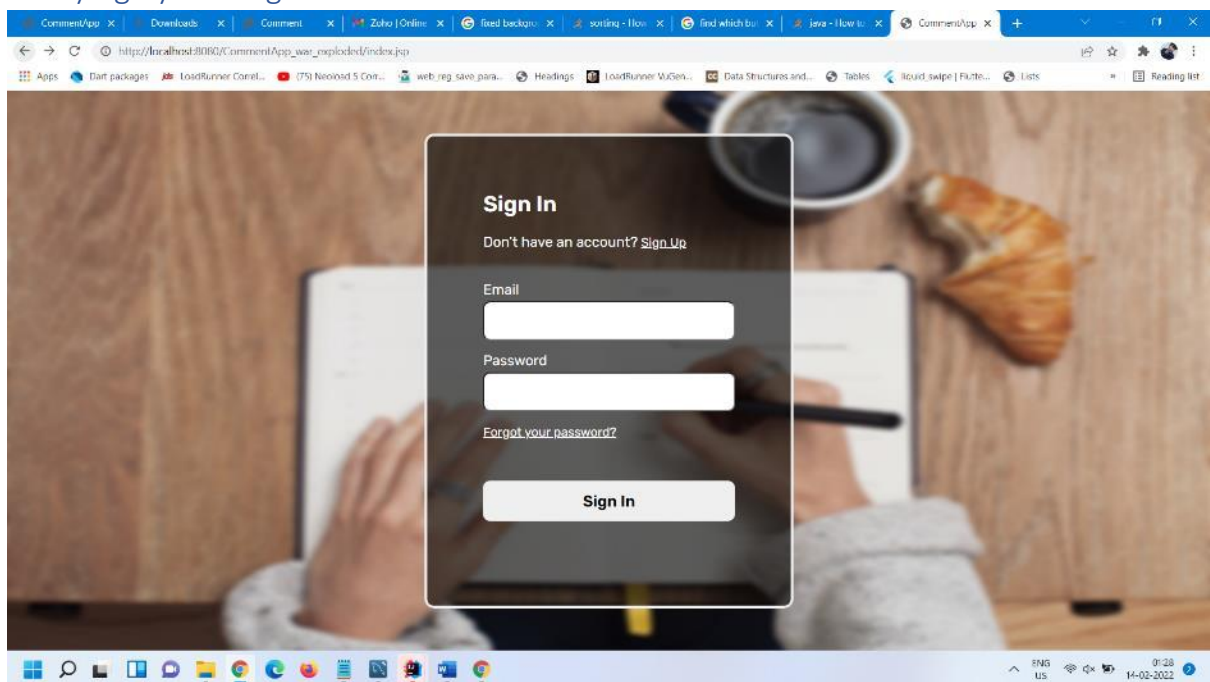 CommentApp
Downloads
Comment
Zoho | Online
fixed backgro
sorting - How
find which but
java - How to
CommentApp
http://localhost:8080/CommentApp_war_exploded/index.jsp
Apps
Dart packages
LoadRunner Correl...
(75) Neoload 5 Corr...
web_reg_save_para...
Headings
LoadRunner VuGen...
Data Structures and...
Tables
liquid_swipe | Flutte...
Lists
»
Reading list
Sign In
Don't have an account? Sign Up
Email
Password
Forgot your password?
Sign In
ENG
US
01:28
14-02-2022
2